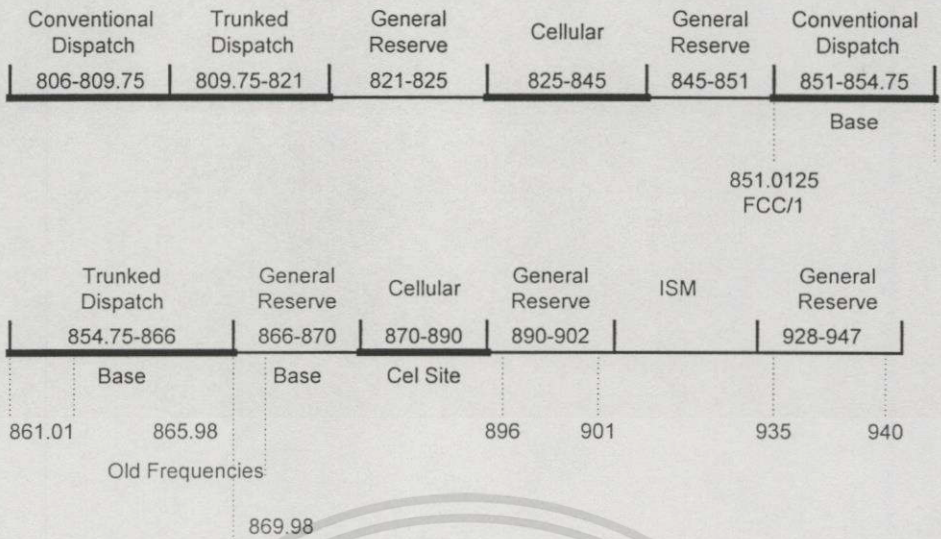 Conventional Trunked General Cellular General Conventional
Dispatch Dispatch Reserve Reserve Dispatch
806-809.75 809.75-821 821-825 825-845 845-851 851-854.75
Base
851.0125
FCC/1
Trunked General Cellular General ISM General
Dispatch Reserve Reserve Reserve
854.75-866 866-870 870-890 890-902 928-947
Base Base Cel Site
861.01 865.98 896 901 935 940
Old Frequencies
869.98